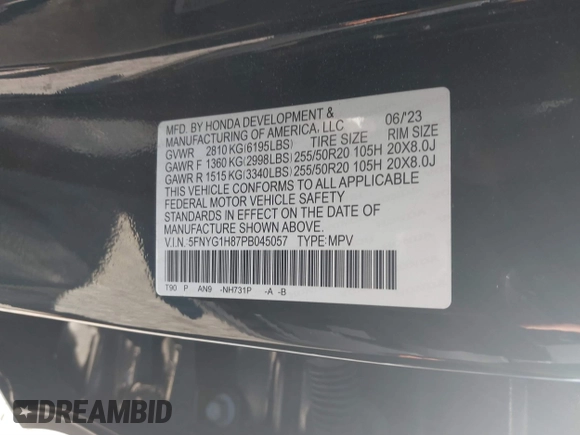 MFD. BY HONDA DEVELOPMENT & 06/'23
MANUFACTURING OF AMERICA, LLC
GVWR 2810 KG(6195LBS) TIRE SIZE RIM SIZE
GAWR F 1360 KG(2998LBS) 255/50R20 105H 20X8.0J
GAWR R 1515 KG(3340LBS) 255/50R20 105H 20X8.0J
THIS VEHICLE CONFORMS TO ALL APPLICABLE
FEDERAL MOTOR VEHICLE SAFETY
STANDARDS IN EFFECT ON THE DATE OF
MANUFACTURE SHOWN ABOVE.
V.I.N. 5FNYG1H87PB045057 TYPE:MPV
T90 P AN9 -NH731P -A -B
DREAMBID